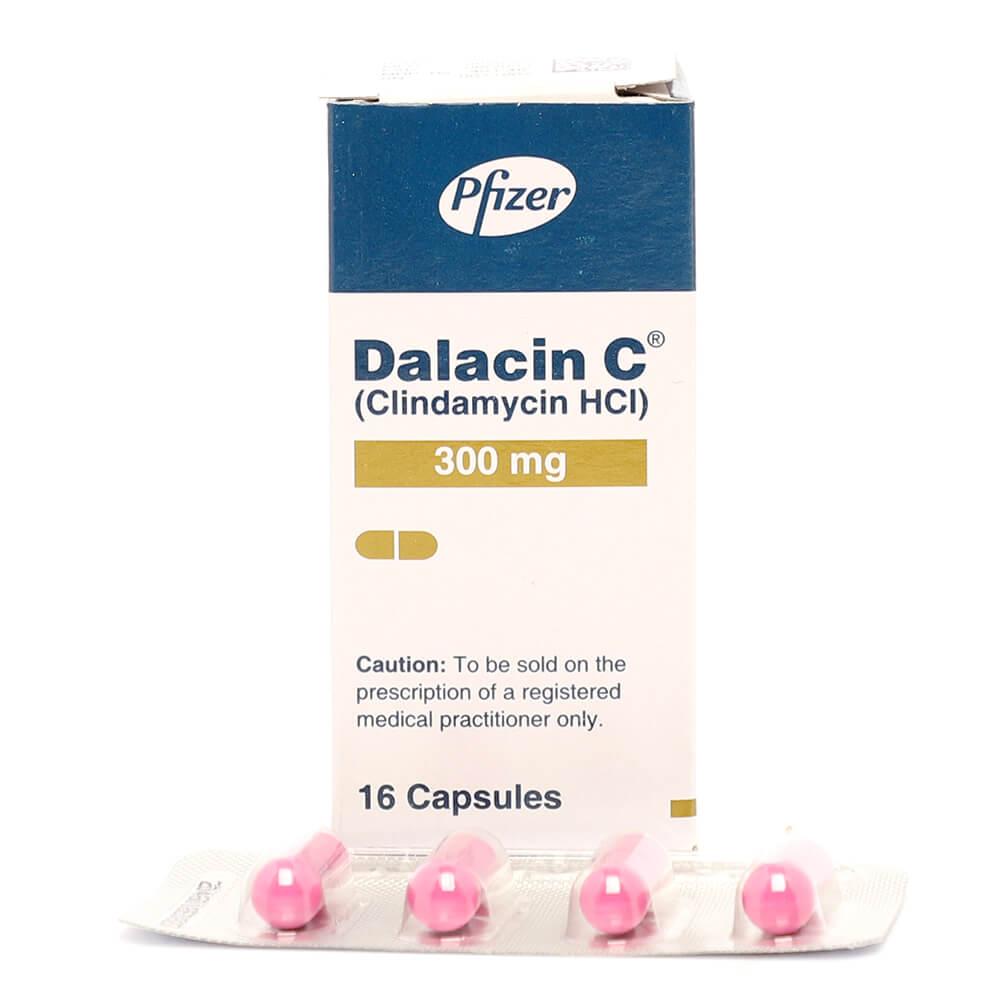 Pfizer
Dalacin C®
(Clindamycin HCl)
300 mg
Caution: To be sold on the
prescription of a registered
medical practitioner only.
16 Capsules